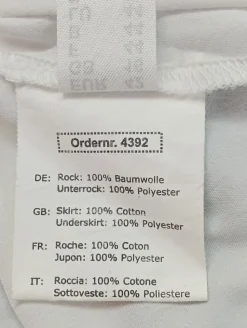 Ordernr. 4392
DE: Rock: 100% Baumwolle
Unterrock: 100% Polyester
GB: Skirt: 100% Cotton
Underskirt: 100% Polyester
FR: Roche: 100% Coton
Jupon: 100% Polyester
IT: Roccia: 100% Cotone
Sottoveste: 100% Poliestere